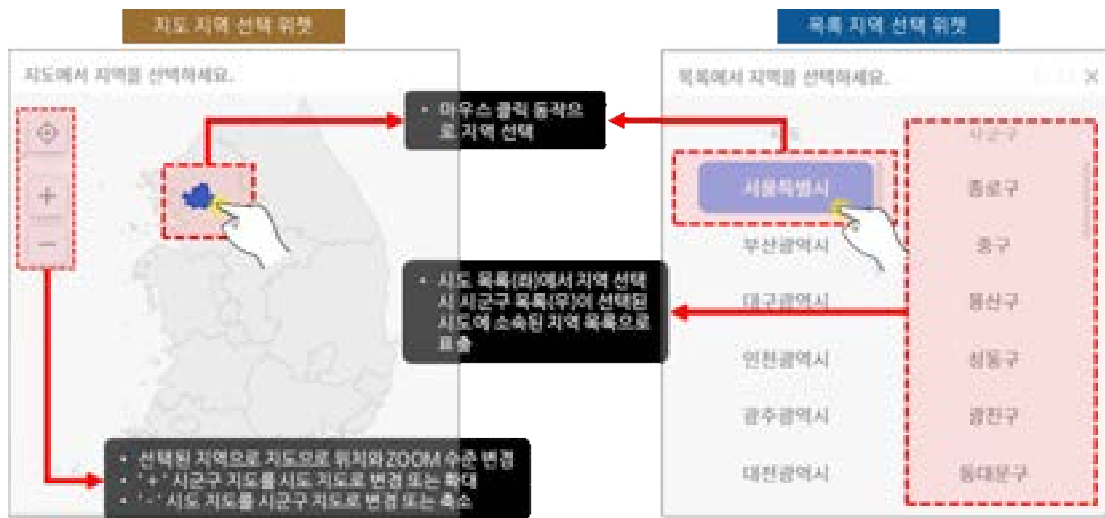 지도 지역 선택 위젯
목록 지역 선택 위젯
지도에서 지역을 선택하세요.
목록에서 지역을 선택하세요.
×
• 마우스 클릭 동작으
로 지역 선택
시도
시군구
서울특별시
종로구
부산광역시
중구
• 시도 목록(좌)에서 지역 선택
시 시군구 목록(우)이 선택된
시도에 소속된 지역 목록으로
표출
대구광역시
용산구
인천광역시
성동구
광주광역시
광진구
대전광역시
동대문구
+
−
• 선택된 지역으로 지도으로 위치와 ZOOM 수준 변경
• '+' 시군구 지도를 시도 지도로 변경 또는 확대
• '-' 시도 지도를 시군구 지도로 변경 또는 축소